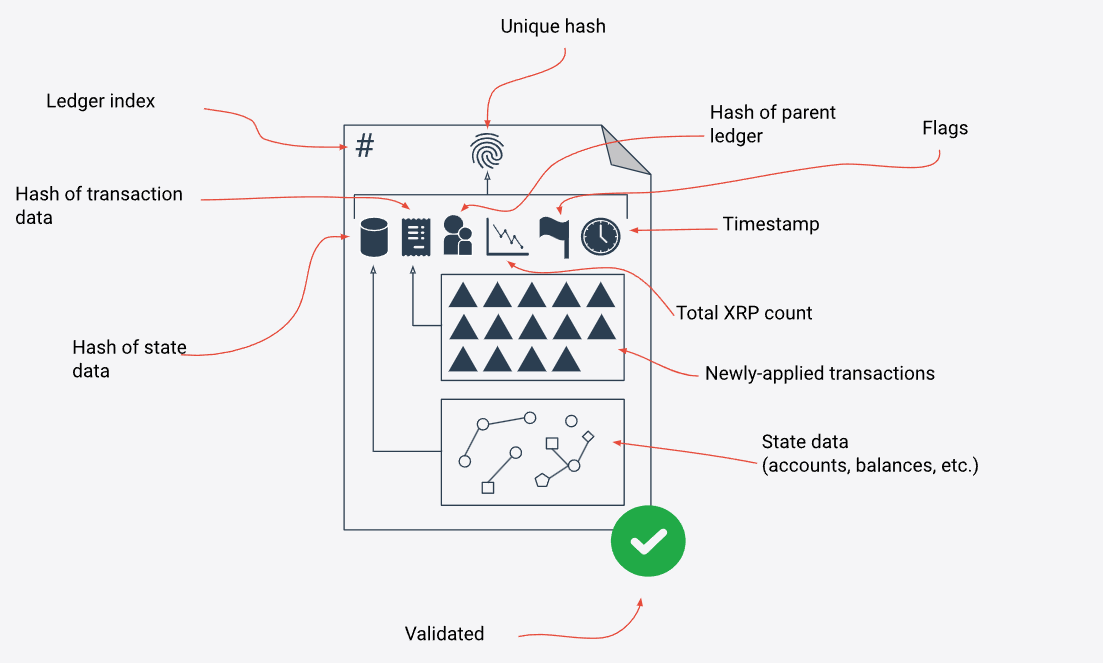 Unique hash
Ledger index
Hash of parent
ledger
Flags
#
Hash of transaction
data
Timestamp
Total XRP count
Hash of state
data
Newly-applied transactions
State data
(accounts, balances, etc.)
Validated